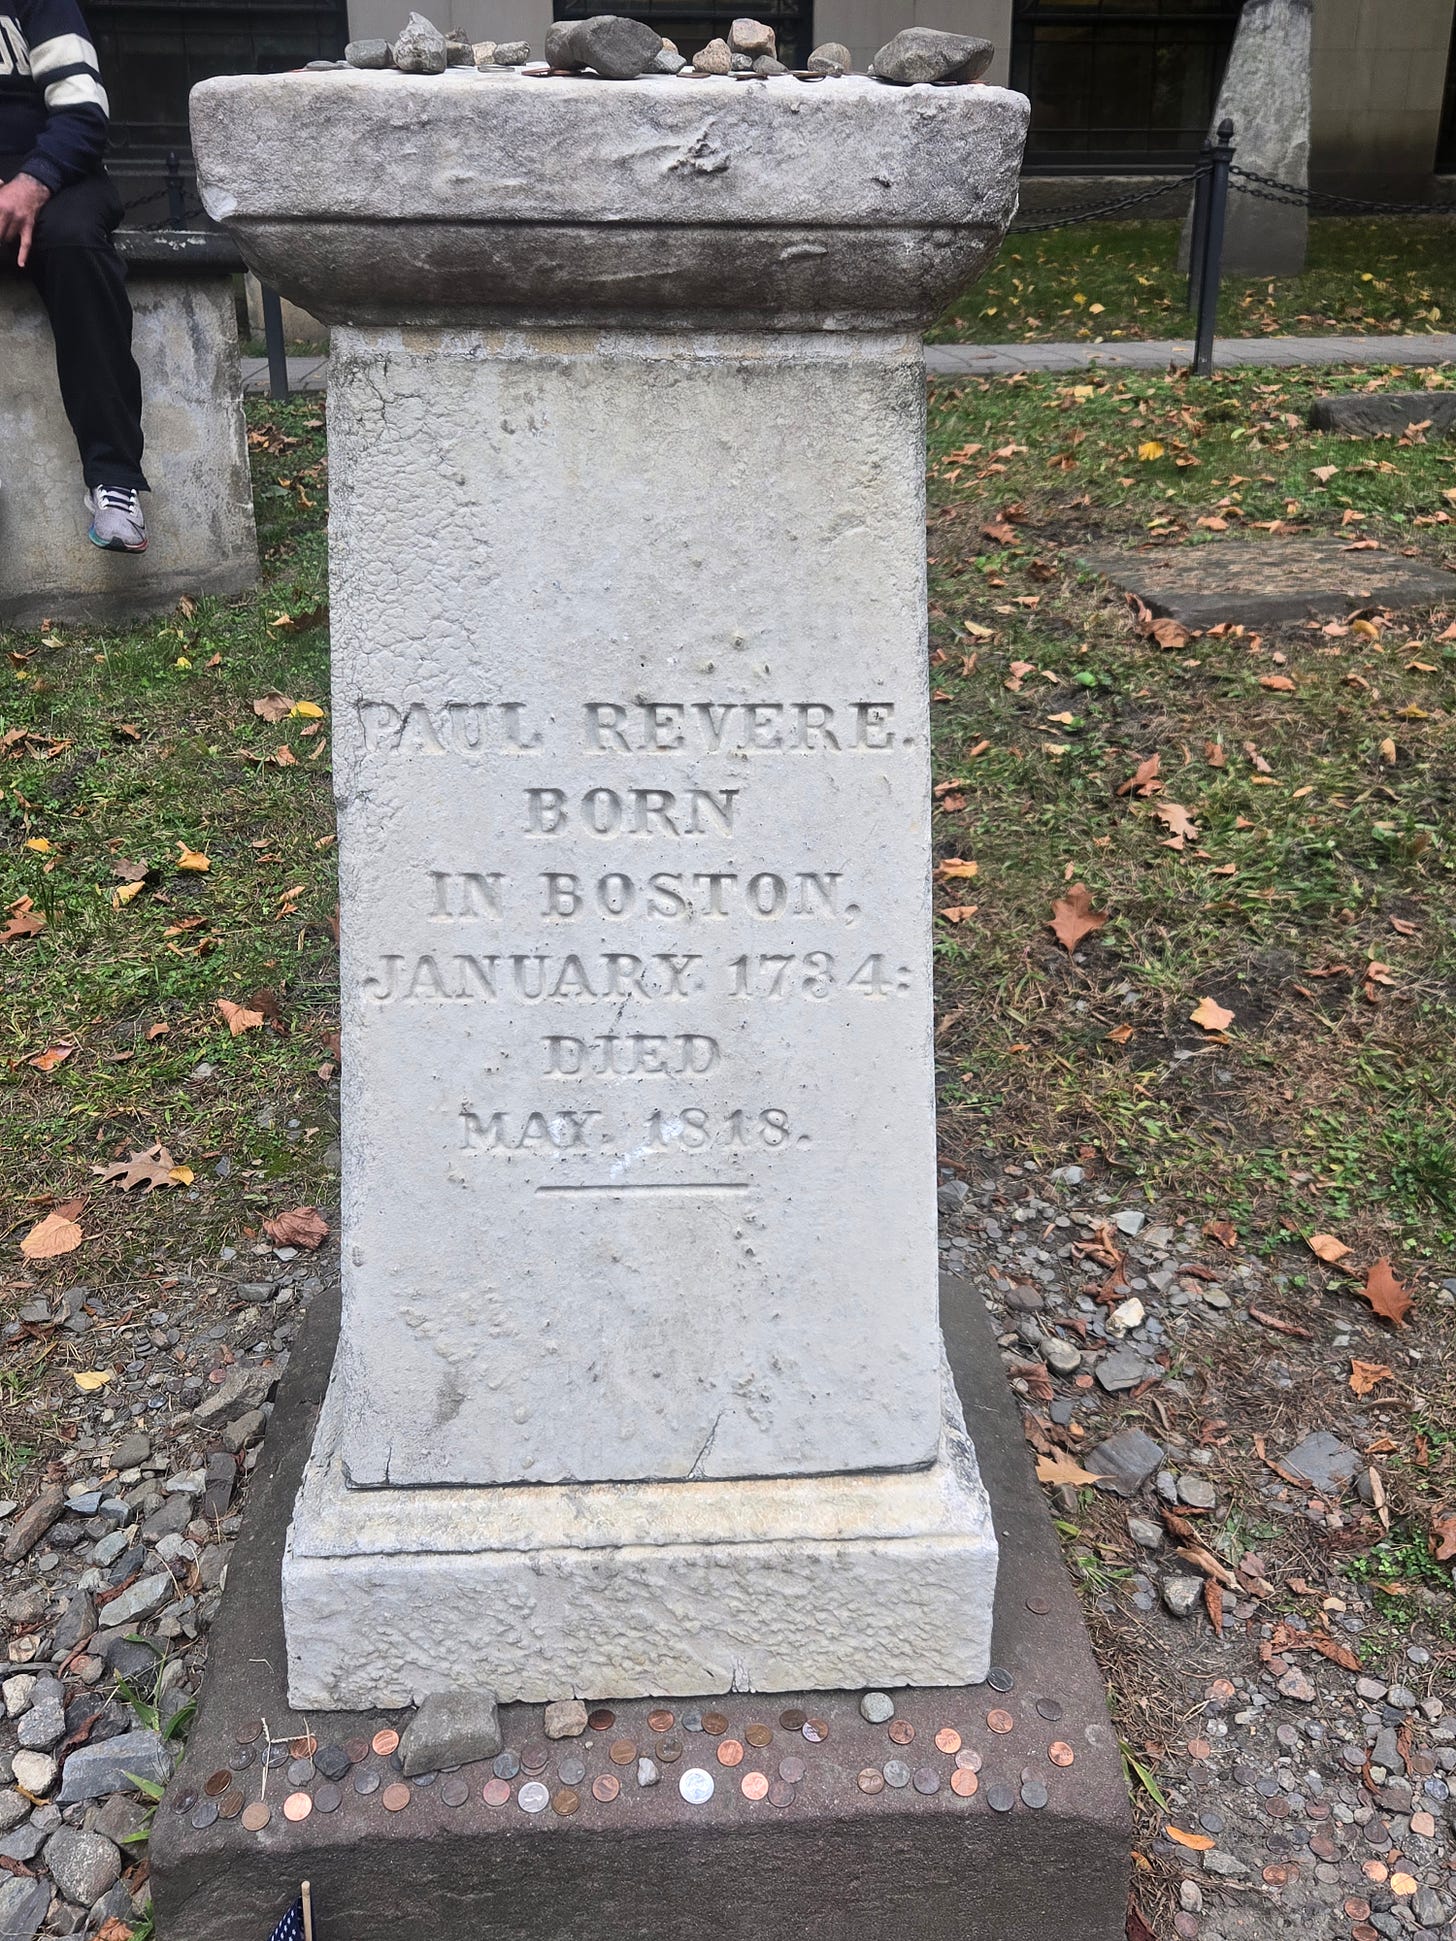 PAUL REVERE.
BORN
IN BOSTON,
JANUARY. 1734:
DIED
MAY. 1818.